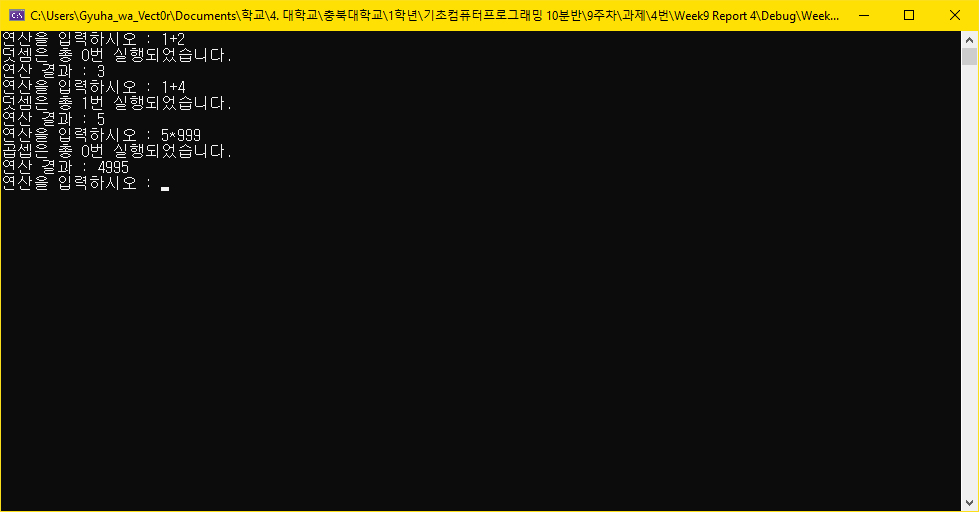 C:\Users\Gyuha_wa_Vect0r\Documents\학교\4. 대학교\충북대학교\1학년\기초컴퓨터프로그래밍 10분반\9주차\과제\4번\Week9 Report 4\Debug\Week...
연산을 입력하시오 : 1+2
덧셈은 총 0번 실행되었습니다.
연산 결과 : 3
연산을 입력하시오 : 1+4
덧셈은 총 1번 실행되었습니다.
연산 결과 : 5
연산을 입력하시오 : 5*999
곱셈은 총 0번 실행되었습니다.
연산 결과 : 4995
연산을 입력하시오 :